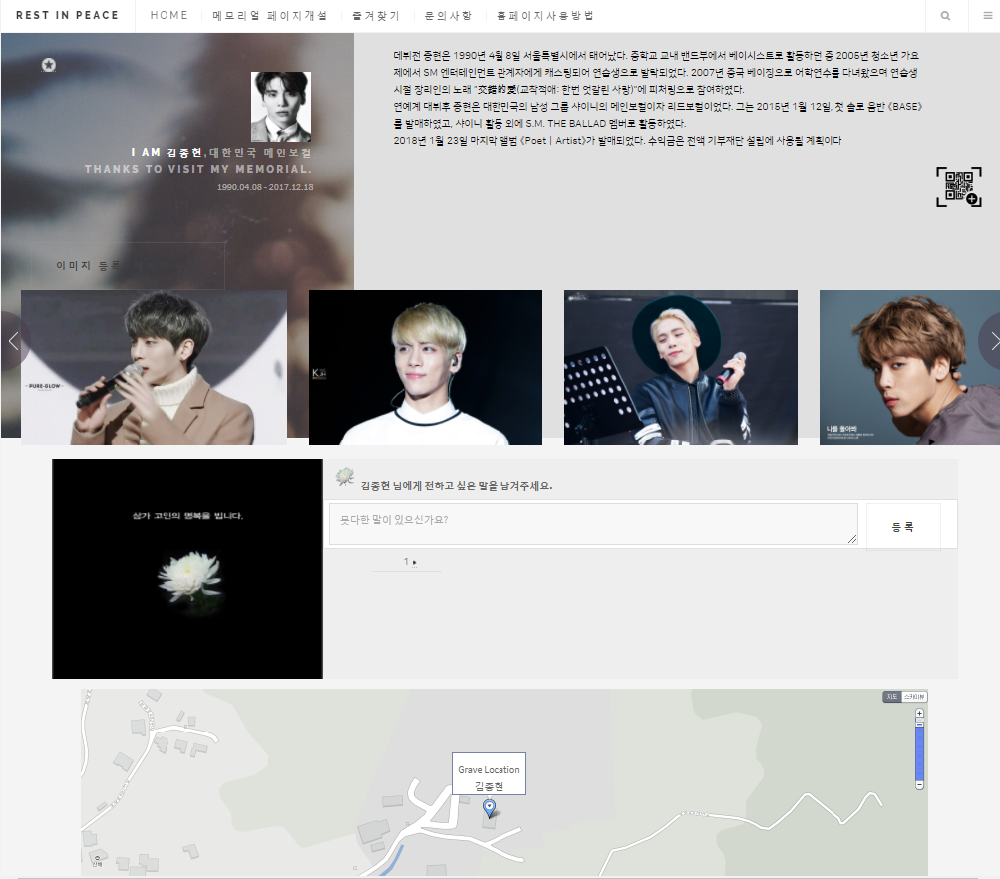 REST IN PEACE
HOME
메모리얼 페이지개설
즐겨찾기
문의사항
홈페이지사용방법
데뷔전 종현은 1990년 4월 8일 서울특별시에서 태어났다. 중학교 교내 밴드부에서 베이시스트로 활동하던 중 2005년 청소년 가요
제에서 SM 엔터테인먼트 관계자에게 캐스팅되어 연습생으로 발탁되었다. 2007년 중국 베이징으로 어학연수를 다녀왔으며 연습생
시절 장리인의 노래 "交錯的愛(교착적애: 한번 엇갈린 사랑)"에 피처링으로 참여하였다.
연예계 대뷔후 종현은 대한민국의 남성 그룹 샤이니의 메인보컬이자 리드보컬이었다. 그는 2015년 1월 12일, 첫 솔로 음반 《BASE》
를 발매하였고, 샤이니 활동 외에 S.M. THE BALLAD 멤버로 활동하였다.
2018년 1월 23일 마지막 앨범 《Poet | Artist》가 발매되었다. 수익금은 전액 기부재단 설립에 사용될 계획이다
I AM 김종현,대한민국 메인보컬
THANKS TO VISIT MY MEMORIAL.
1990.04.08 - 2017.12.18
이미지 등록
- PURE:GLOW -
나를 돌아봐
삼가 고인의 명복을 빕니다.
김종현 님에게 전하고 싶은 말을 남겨주세요.
못다한 말이 있으신가요?
등록
1
지도
스카이뷰
Grave Location
김종현